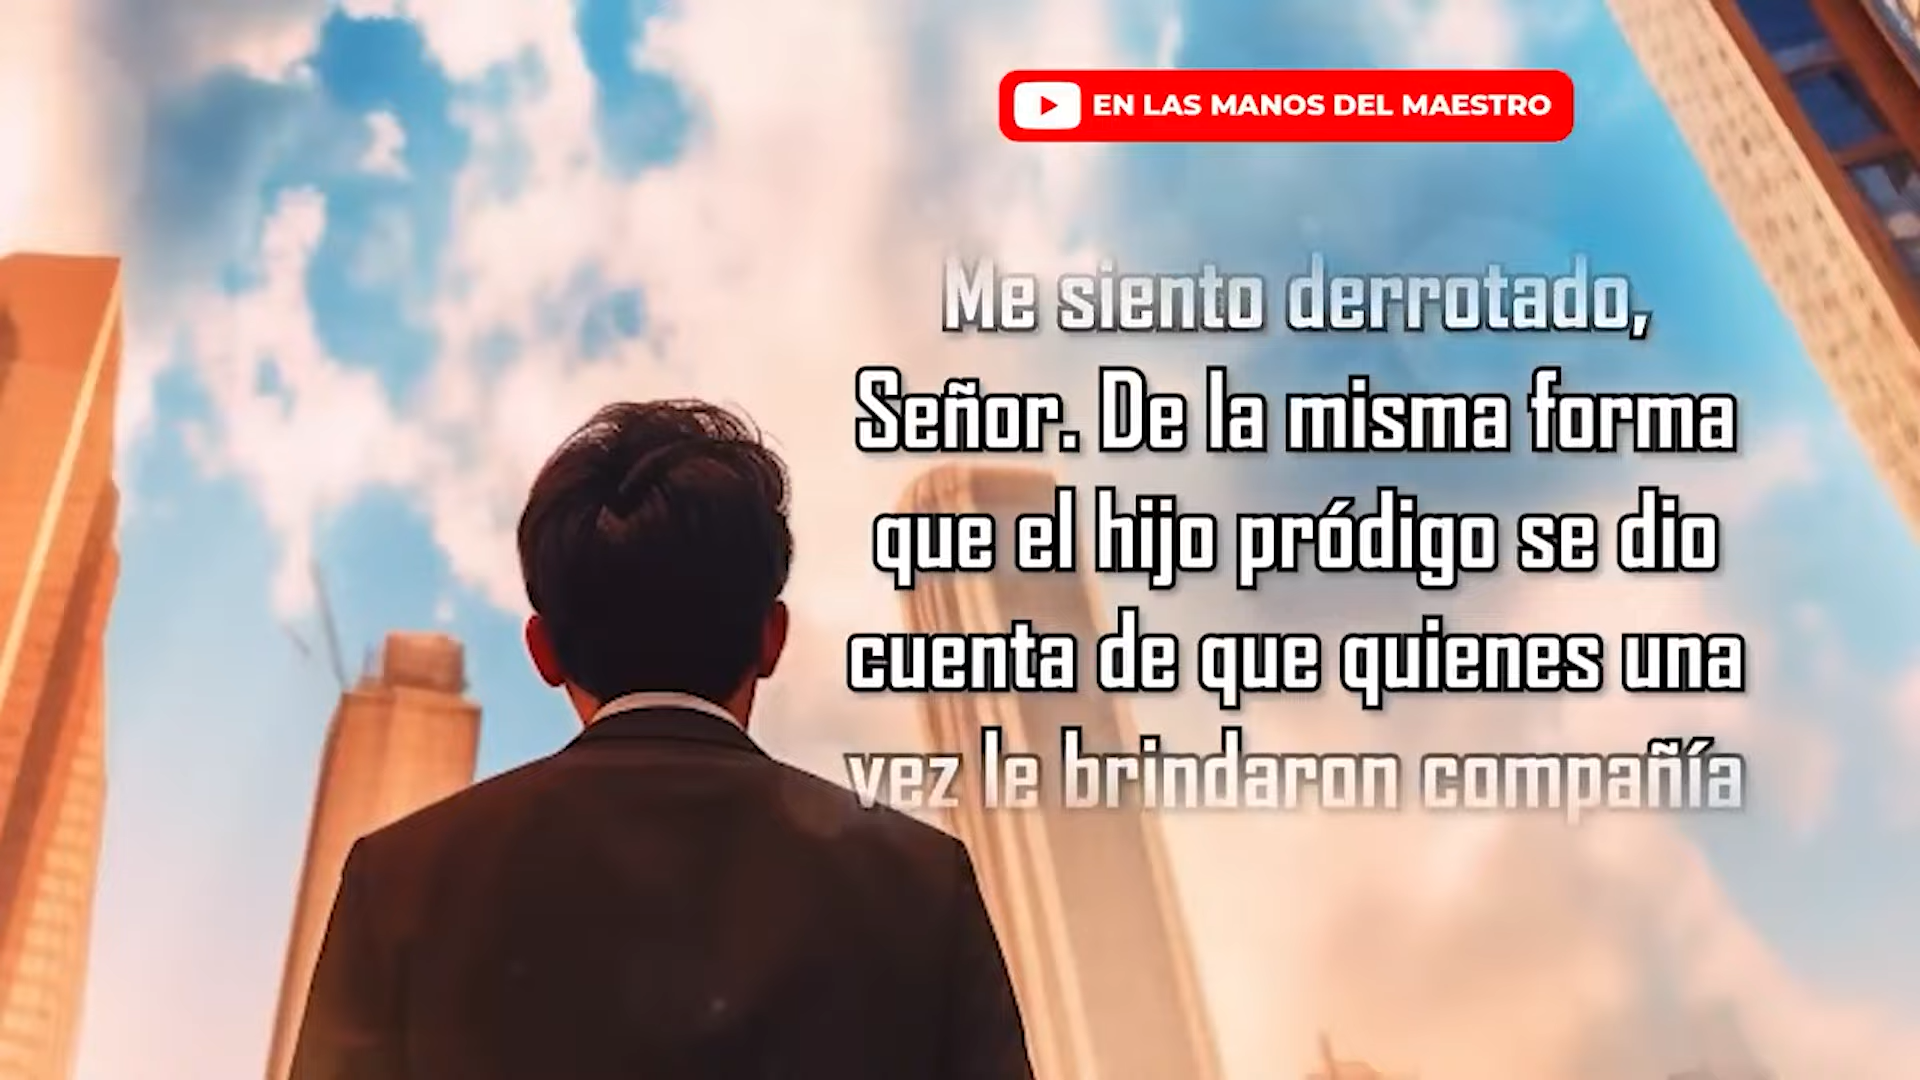 EN LAS MANOS DEL MAESTRO
Me siento derrotado,
Señor. De la misma forma
que el hijo pródigo se dio
cuenta de que quienes una
vez le brindaron compañía